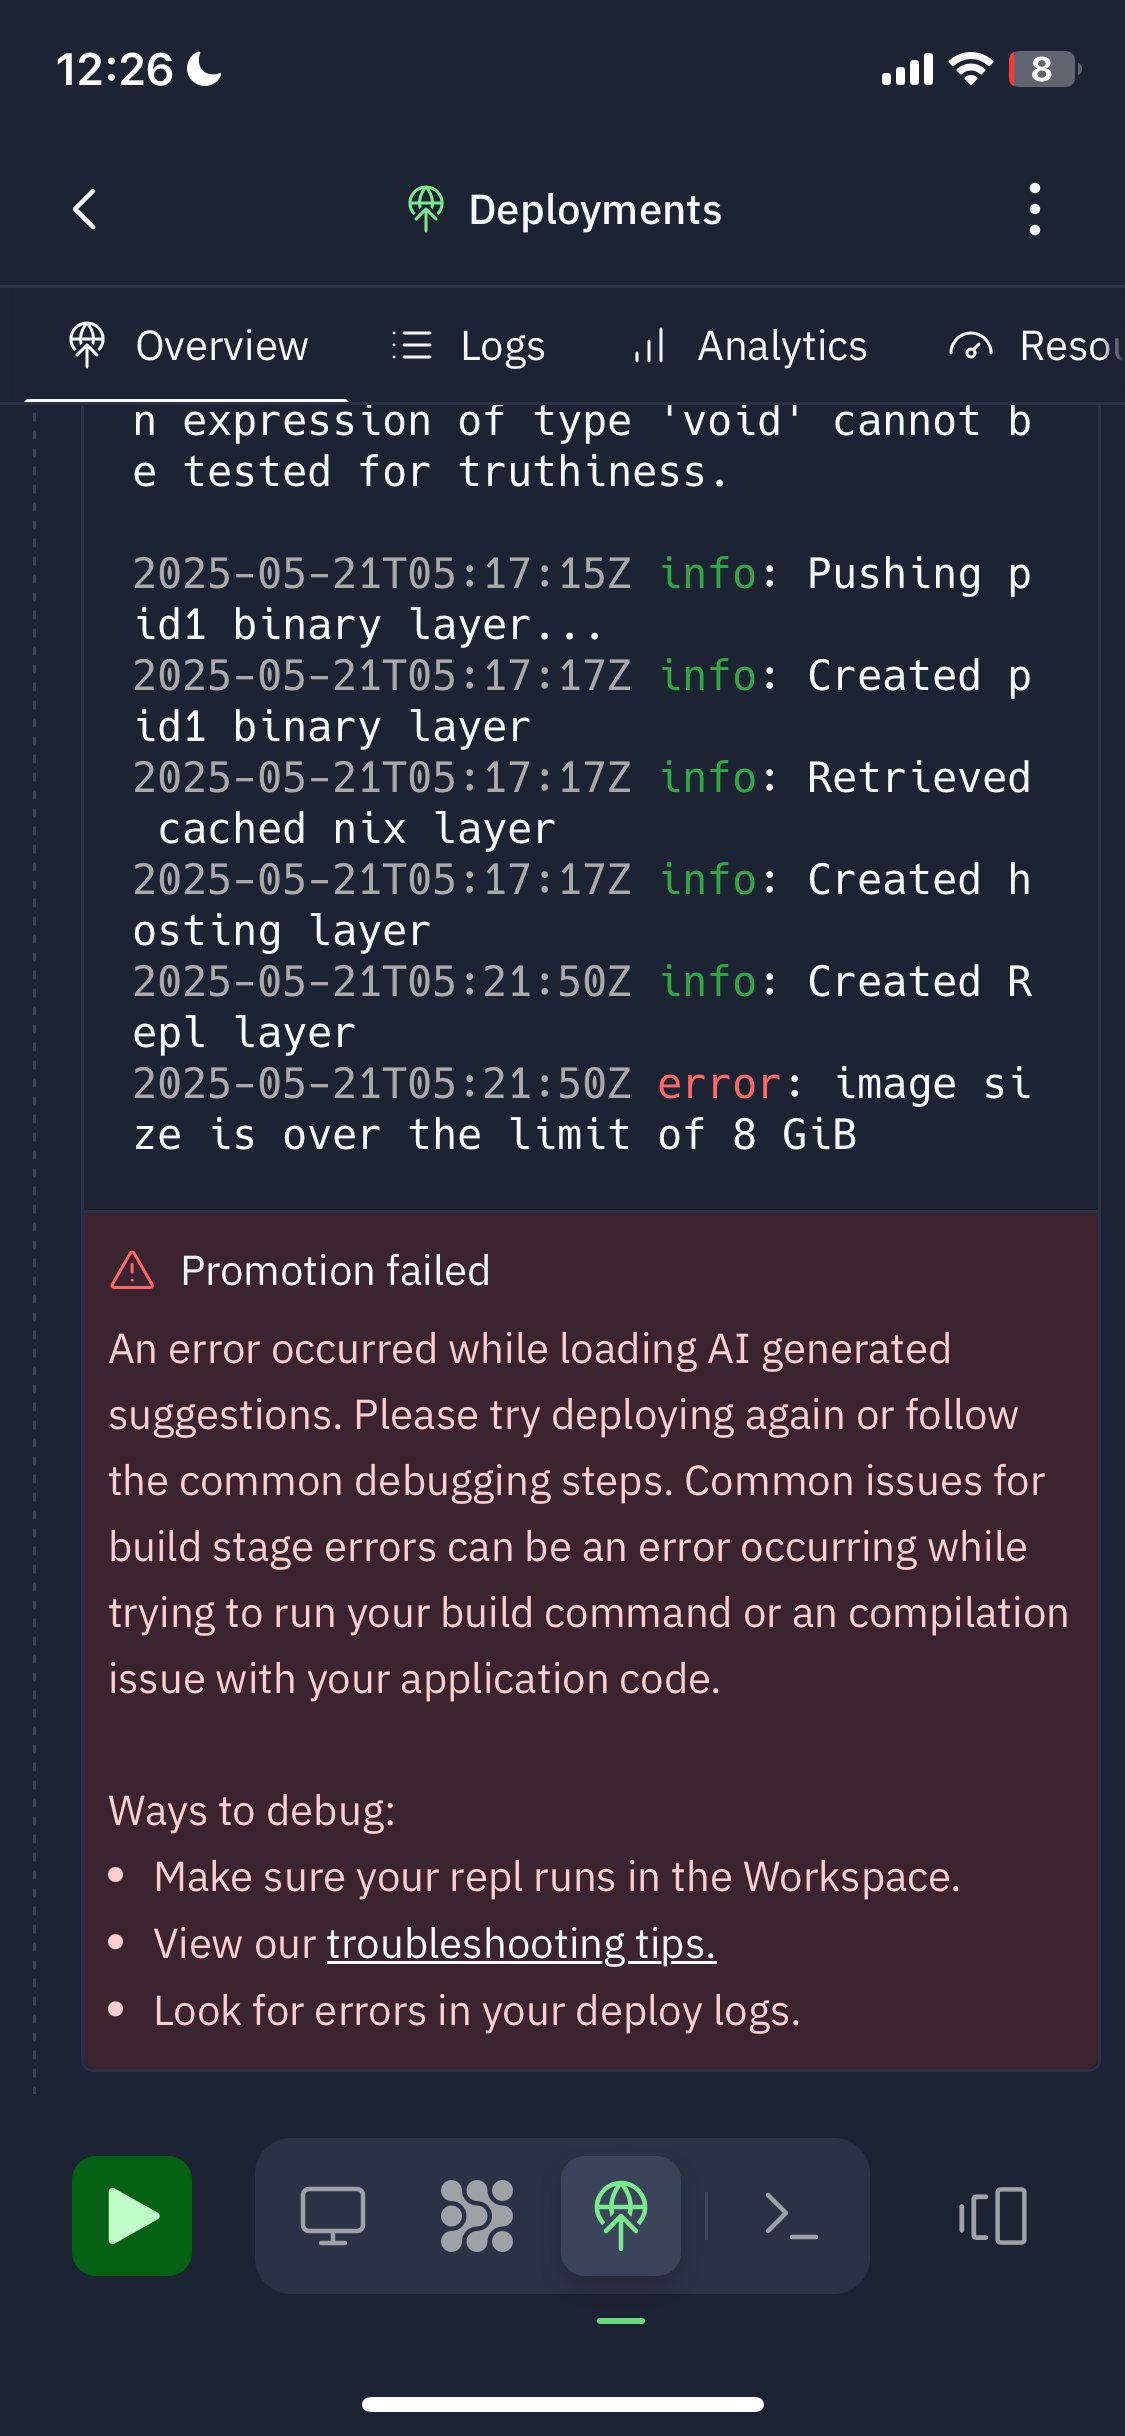 12:26
8
Deployments
Overview
Logs
Analytics
Resou
n expression of type 'void' cannot b
e tested for truthiness.
2025-05-21T05:17:15Z info: Pushing p
id1 binary layer...
2025-05-21T05:17:17Z info: Created p
id1 binary layer
2025-05-21T05:17:17Z info: Retrieved
 cached nix layer
2025-05-21T05:17:17Z info: Created h
osting layer
2025-05-21T05:21:50Z info: Created R
epl layer
2025-05-21T05:21:50Z error: image si
ze is over the limit of 8 GiB
Promotion failed
An error occurred while loading AI generated
suggestions. Please try deploying again or follow
the common debugging steps. Common issues for
build stage errors can be an error occurring while
trying to run your build command or an compilation
issue with your application code.
Ways to debug:
• Make sure your repl runs in the Workspace.
• View our troubleshooting tips.
• Look for errors in your deploy logs.